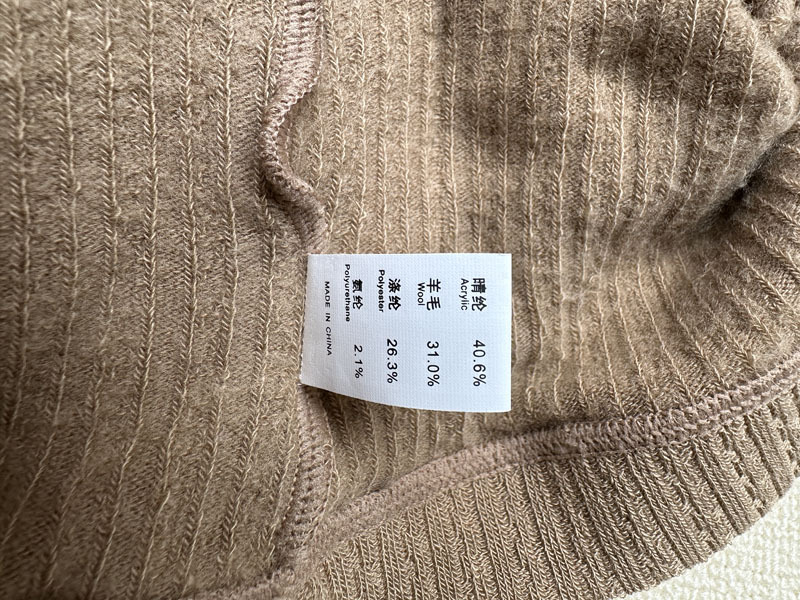 晴纶 40.6%
Acrylic
羊毛 31.0%
Wool
涤纶 26.3%
Polyester
氨纶 2.1%
Polyurethane
MADE IN CHINA